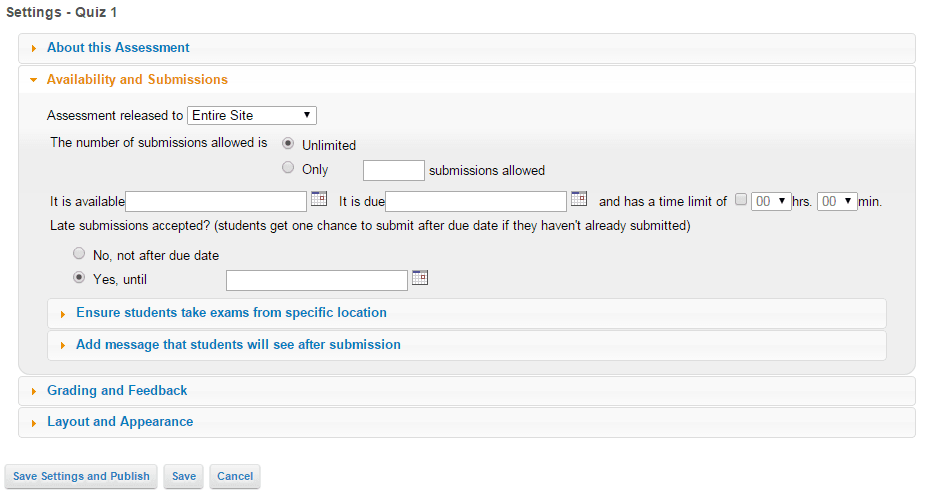 Settings - Quiz 1
About this Assessment
Availability and Submissions
Assessment released to Entire Site
The number of submissions allowed is Unlimited
Only submissions allowed
It is available It is due and has a time limit of 00 hrs. 00 min.
Late submissions accepted? (students get one chance to submit after due date if they haven't already submitted)
No, not after due date
Yes, until
Ensure students take exams from specific location
Add message that students will see after submission
Grading and Feedback
Layout and Appearance
Save Settings and Publish Save Cancel